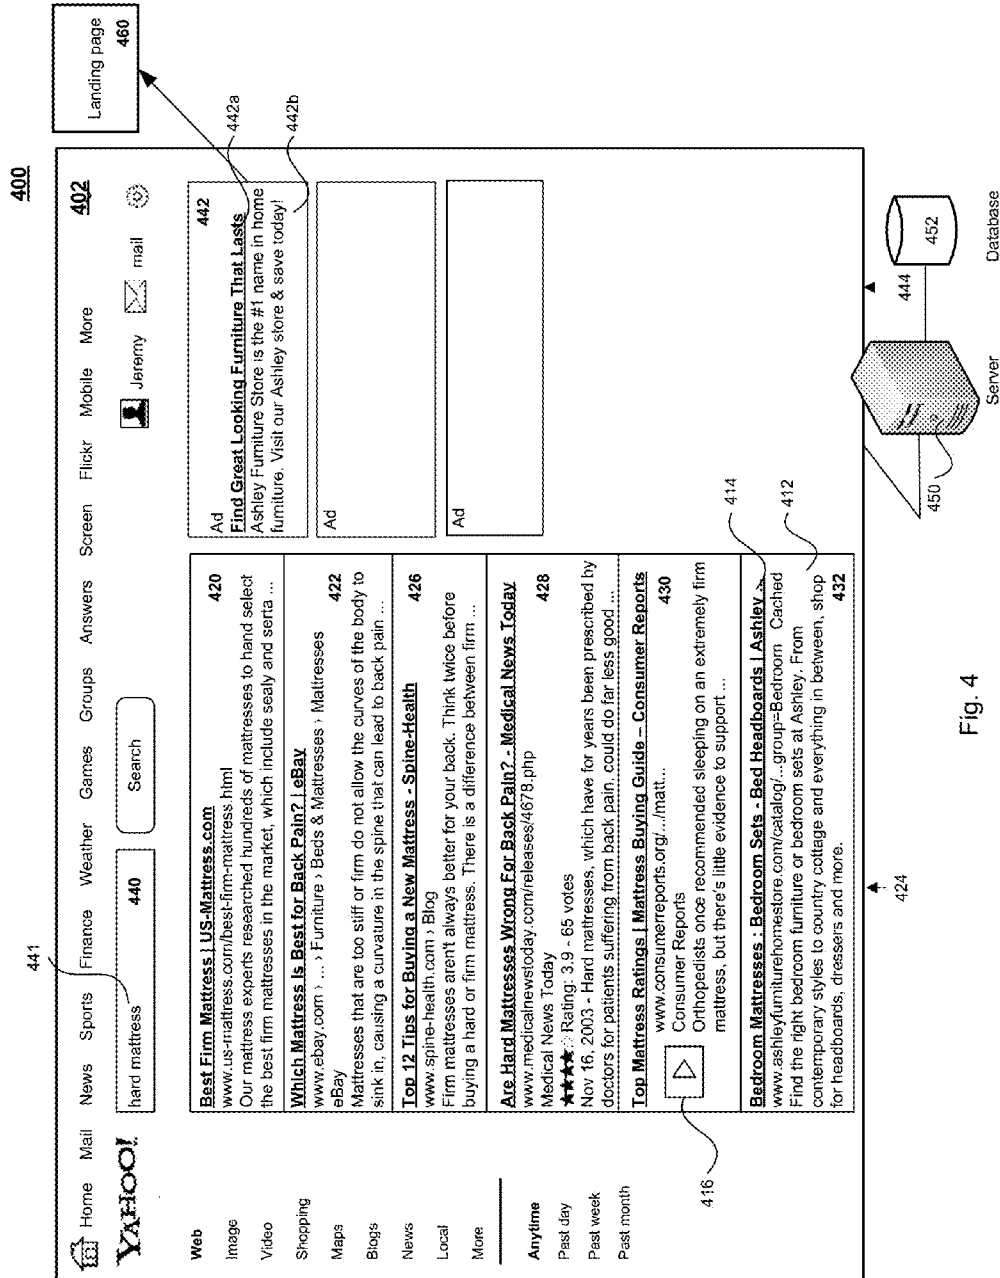 400
402
Home Mail News Sports Finance Weather Games Groups Answers Screen Flickr Mobile More
441
YAHOO!
hard mattress 440
Search
Jeremy
mail
Landing page
460
Web
Image
Video
Shopping
Maps
Blogs
News
Local
More
Anytime
Past day
Past week
Past month
Best Firm Mattress | US-Mattress.com
420
www.us-mattress.com/best-firm-mattress.html
Our mattress experts researched hundreds of mattresses to hand select
the best firm mattresses in the market, which include sealy and serta ...
Which Mattress Is Best for Back Pain? | eBay
www.ebay.com › ... › Furniture › Beds & Mattresses › Mattresses
eBay
422
Mattresses that are too stiff or firm do not allow the curves of the body to
sink in, causing a curvature in the spine that can lead to back pain ...
Top 12 Tips for Buying a New Mattress - Spine-Health
426
www.spine-health.com › Blog
Firm mattresses aren't always better for your back. Think twice before
buying a hard or firm mattress. There is a difference between firm ...
Are Hard Mattresses Wrong For Back Pain? - Medical News Today
www.medicalnewstoday.com/releases/4678.php
428
Medical News Today
★★★★☆ Rating: 3.9 - 65 votes
Nov 16, 2003 - Hard mattresses, which have for years been prescribed by
doctors for patients suffering from back pain, could do far less good ...
Top Mattress Ratings | Mattress Buying Guide – Consumer Reports
www.consumerreports.org/.../matt...
430
Consumer Reports
Orthopedists once recommended sleeping on an extremely firm
mattress, but there's little evidence to support ...
416
Bedroom Mattresses : Bedroom Sets - Bed Headboards | Ashley ...
www.ashleyfurniturehomestore.com/catalog/...group=Bedroom Cached
Find the right bedroom furniture or bedroom sets at Ashley. From
contemporary styles to country cottage and everything in between, shop
for headboards, dressers and more.
432
414
412
424
442
Ad
Find Great Looking Furniture That Lasts
Ashley Furniture Store is the #1 name in home
furniture. Visit our Ashley store & save today!
442a
442b
Ad
Ad
444
450
452
Server
Database
Fig. 4